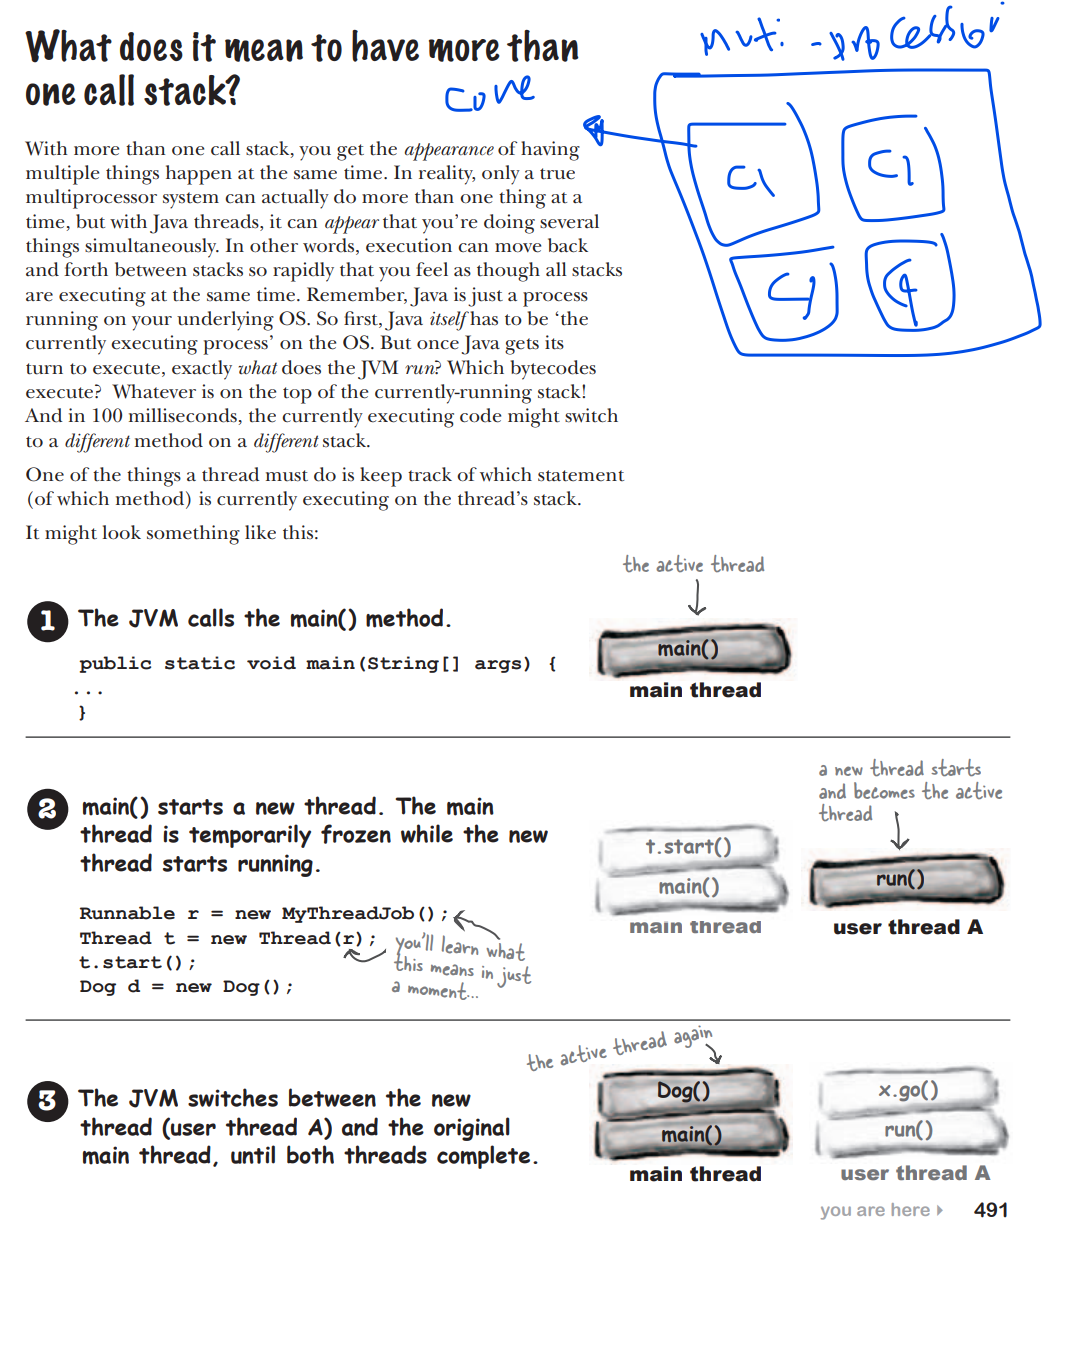 What does it mean to have more than
one call stack?
core
With more than one call stack, you get the appearance of having
multiple things happen at the same time. In reality, only a true
multiprocessor system can actually do more than one thing at a
time, but with Java threads, it can appear that you're doing several
things simultaneously. In other words, execution can move back
and forth between stacks so rapidly that you feel as though all stacks
are executing at the same time. Remember, Java is just a process
running on your underlying OS. So first, Java itself has to be 'the
currently executing process' on the OS. But once Java gets its
turn to execute, exactly what does the JVM run? Which bytecodes
execute? Whatever is on the top of the currently-running stack!
And in 100 milliseconds, the currently executing code might switch
to a different method on a different stack.
One of the things a thread must do is keep track of which statement
(of which method) is currently executing on the thread's stack.
It might look something like this:
C1
C1
the active thread
1 The JVM calls the main() method.
public static void main(String[] args) {
...
}
main()
main thread
2 main() starts a new thread. The main
thread is temporarily frozen while the new
thread starts running.
Runnable r = new MyThreadJob();
Thread t = new Thread(r);
t.start();
Dog d = new Dog();
you'll learn what
this means in just
a moment...
t.start()
main()
main thread
a new thread starts
and becomes the active
thread
run()
user thread A
3 The JVM switches between the new
thread (user thread A) and the original
main thread, until both threads complete.
the active thread again
Dog()
main()
main thread
x.go()
run()
user thread A
you are here 491